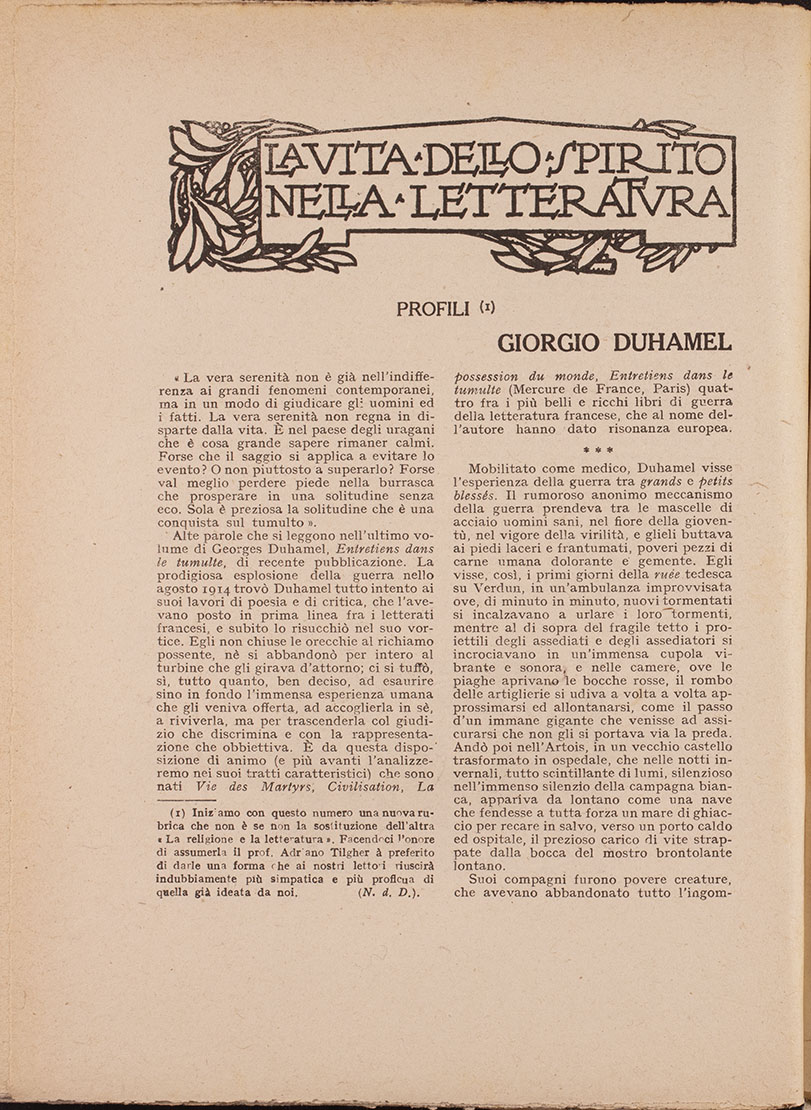 LA VITA DELLO SPIRITO
NELLA LETTERATVRA
PROFILI (1)
GIORGIO DUHAMEL
« La vera serenità non è già nell'indiffe-
renza ai grandi fenomeni contemporanei,
ma in un modo di giudicare gli uomini ed
i fatti. La vera serenità non regna in di-
sparte dalla vita. È nel paese degli uragani
che è cosa grande sapere rimaner calmi.
Forse che il saggio si applica a evitare lo
evento? O non piuttosto a superarlo? Forse
val meglio perdere piede nella burrasca
che prosperare in una solitudine senza
eco. Sola è preziosa la solitudine che è una
conquista sul tumulto ».
Alte parole che si leggono nell'ultimo vo-
lume di Georges Duhamel, Entretiens dans
le tumulte, di recente pubblicazione. La
prodigiosa esplosione della guerra nello
agosto 1914 trovò Duhamel tutto intento ai
suoi lavori di poesia e di critica, che l'ave-
vano posto in prima linea fra i letterati
francesi, e subito lo risucchiò nel suo vor-
tice. Egli non chiuse le orecchie al richiamo
possente, nè si abbandonò per intero al
turbine che gli girava d'attorno; ci si tuffò,
sì, tutto quanto, ben deciso, ad esaurire
sino in fondo l'immensa esperienza umana
che gli veniva offerta, ad accoglierla in sè,
a riviverla, ma per trascenderla col giudi-
zio che discrimina e con la rappresenta-
zione che obbiettiva. È da questa dispo-
sizione di animo (e più avanti l'analizze-
remo nei suoi tratti caratteristici) che sono
nati Vie des Martyrs, Civilisation, La
(1) Iniziamo con questo numero una nuova ru-
brica che non è se non la sostituzione dell'altra
« La religione e la letteratura ». Facendoci l'onore
di assumerla il prof. Adriano Tilgher à preferito
di darle una forma che ai nostri lettori riuscirà
indubbiamente più simpatica e più proficua di
quella già ideata da noi. (N. d. D.).
possession du monde, Entretiens dans le
tumulte (Mercure de France, Paris) quat-
tro fra i più belli e ricchi libri di guerra
della letteratura francese, che al nome del-
l'autore hanno dato risonanza europea.
* * *
Mobilitato come medico, Duhamel visse
l'esperienza della guerra tra grands e petits
blessés. Il rumoroso anonimo meccanismo
della guerra prendeva tra le mascelle di
acciaio uomini sani, nel fiore della gioven-
tù, nel vigore della virilità, e glieli buttava
ai piedi laceri e frantumati, poveri pezzi di
carne umana dolorante e gemente. Egli
visse, così, i primi giorni della ruée tedesca
su Verdun, in un'ambulanza improvvisata
ove, di minuto in minuto, nuovi tormentati
si incalzavano a urlare i loro tormenti,
mentre al di sopra del fragile tetto i pro-
iettili degli assediati e degli assediatori si
incrociavano in un'immensa cupola vi-
brante e sonora, e nelle camere, ove le
piaghe aprivano le bocche rosse, il rombo
delle artiglierie si udiva a volta a volta ap-
prossimarsi ed allontanarsi, come il passo
d'un immane gigante che venisse ad assi-
curarsi che non gli si portava via la preda.
Andò poi nell'Artois, in un vecchio castello
trasformato in ospedale, che nelle notti in-
vernali, tutto scintillante di lumi, silenzioso
nell'immenso silenzio della campagna bian-
ca, appariva da lontano come una nave
che fendesse a tutta forza un mare di ghiac-
cio per recare in salvo, verso un porto caldo
ed ospitale, il prezioso carico di vite strap-
pate dalla bocca del mostro brontolante
lontano.
Suoi compagni furono povere creature,
che avevano abbandonato tutto l'ingom-